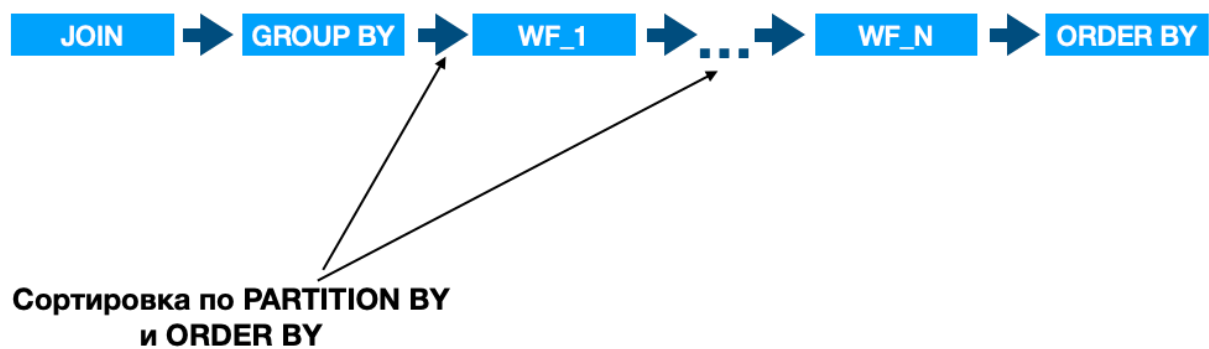 JOIN
GROUP BY
WF_1
...
WF_N
ORDER BY
Сортировка по PARTITION BY
и ORDER BY